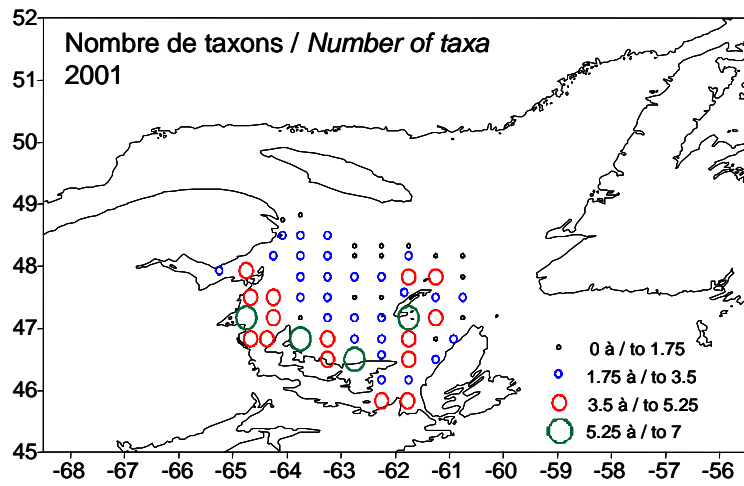 Nombre de taxons / Number of taxa
2001
52
51
50
49
48
47
46
45
0 à / to 1.75
1.75 à / to 3.5
3.5 à / to 5.25
5.25 à / to 7
-68 -67 -66 -65 -64 -63 -62 -61 -60 -59 -58 -57 -56